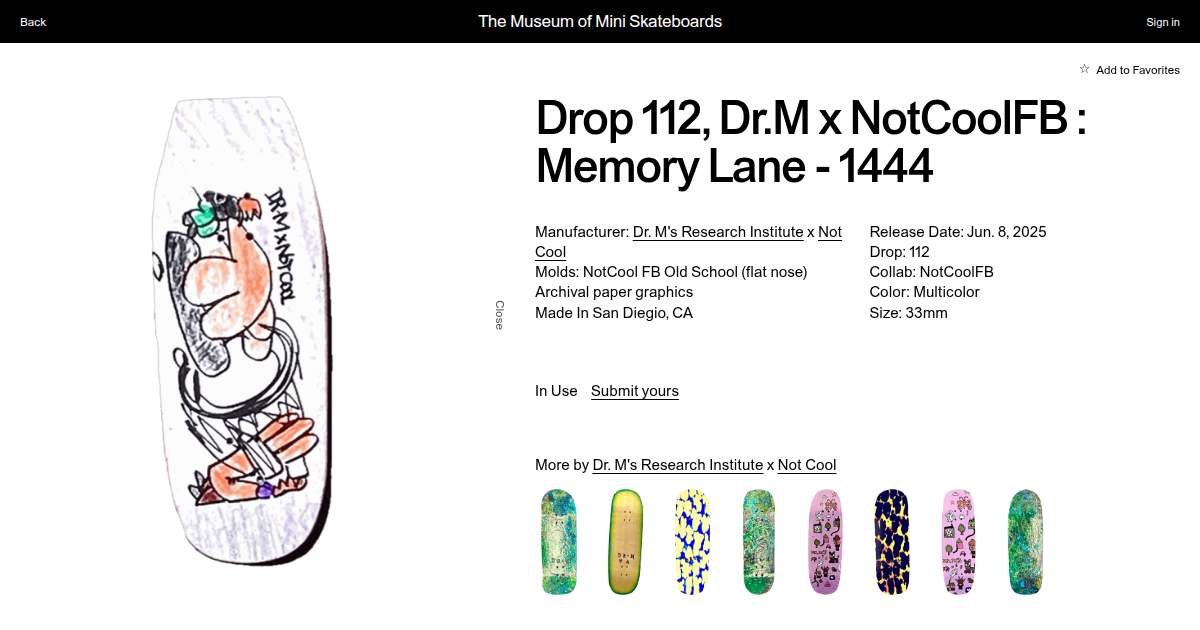 Back
The Museum of Mini Skateboards
Sign in
☆ Add to Favorites
Drop 112, Dr.M x NotCoolFB :
Memory Lane - 1444
DR·M x NOTCOOL
Manufacturer: Dr. M's Research Institute x Not
Cool
Molds: NotCool FB Old School (flat nose)
Archival paper graphics
Made In San Diegio, CA
Release Date: Jun. 8, 2025
Drop: 112
Collab: NotCoolFB
Color: Multicolor
Size: 33mm
Close
In Use Submit yours
More by Dr. M's Research Institute x Not Cool